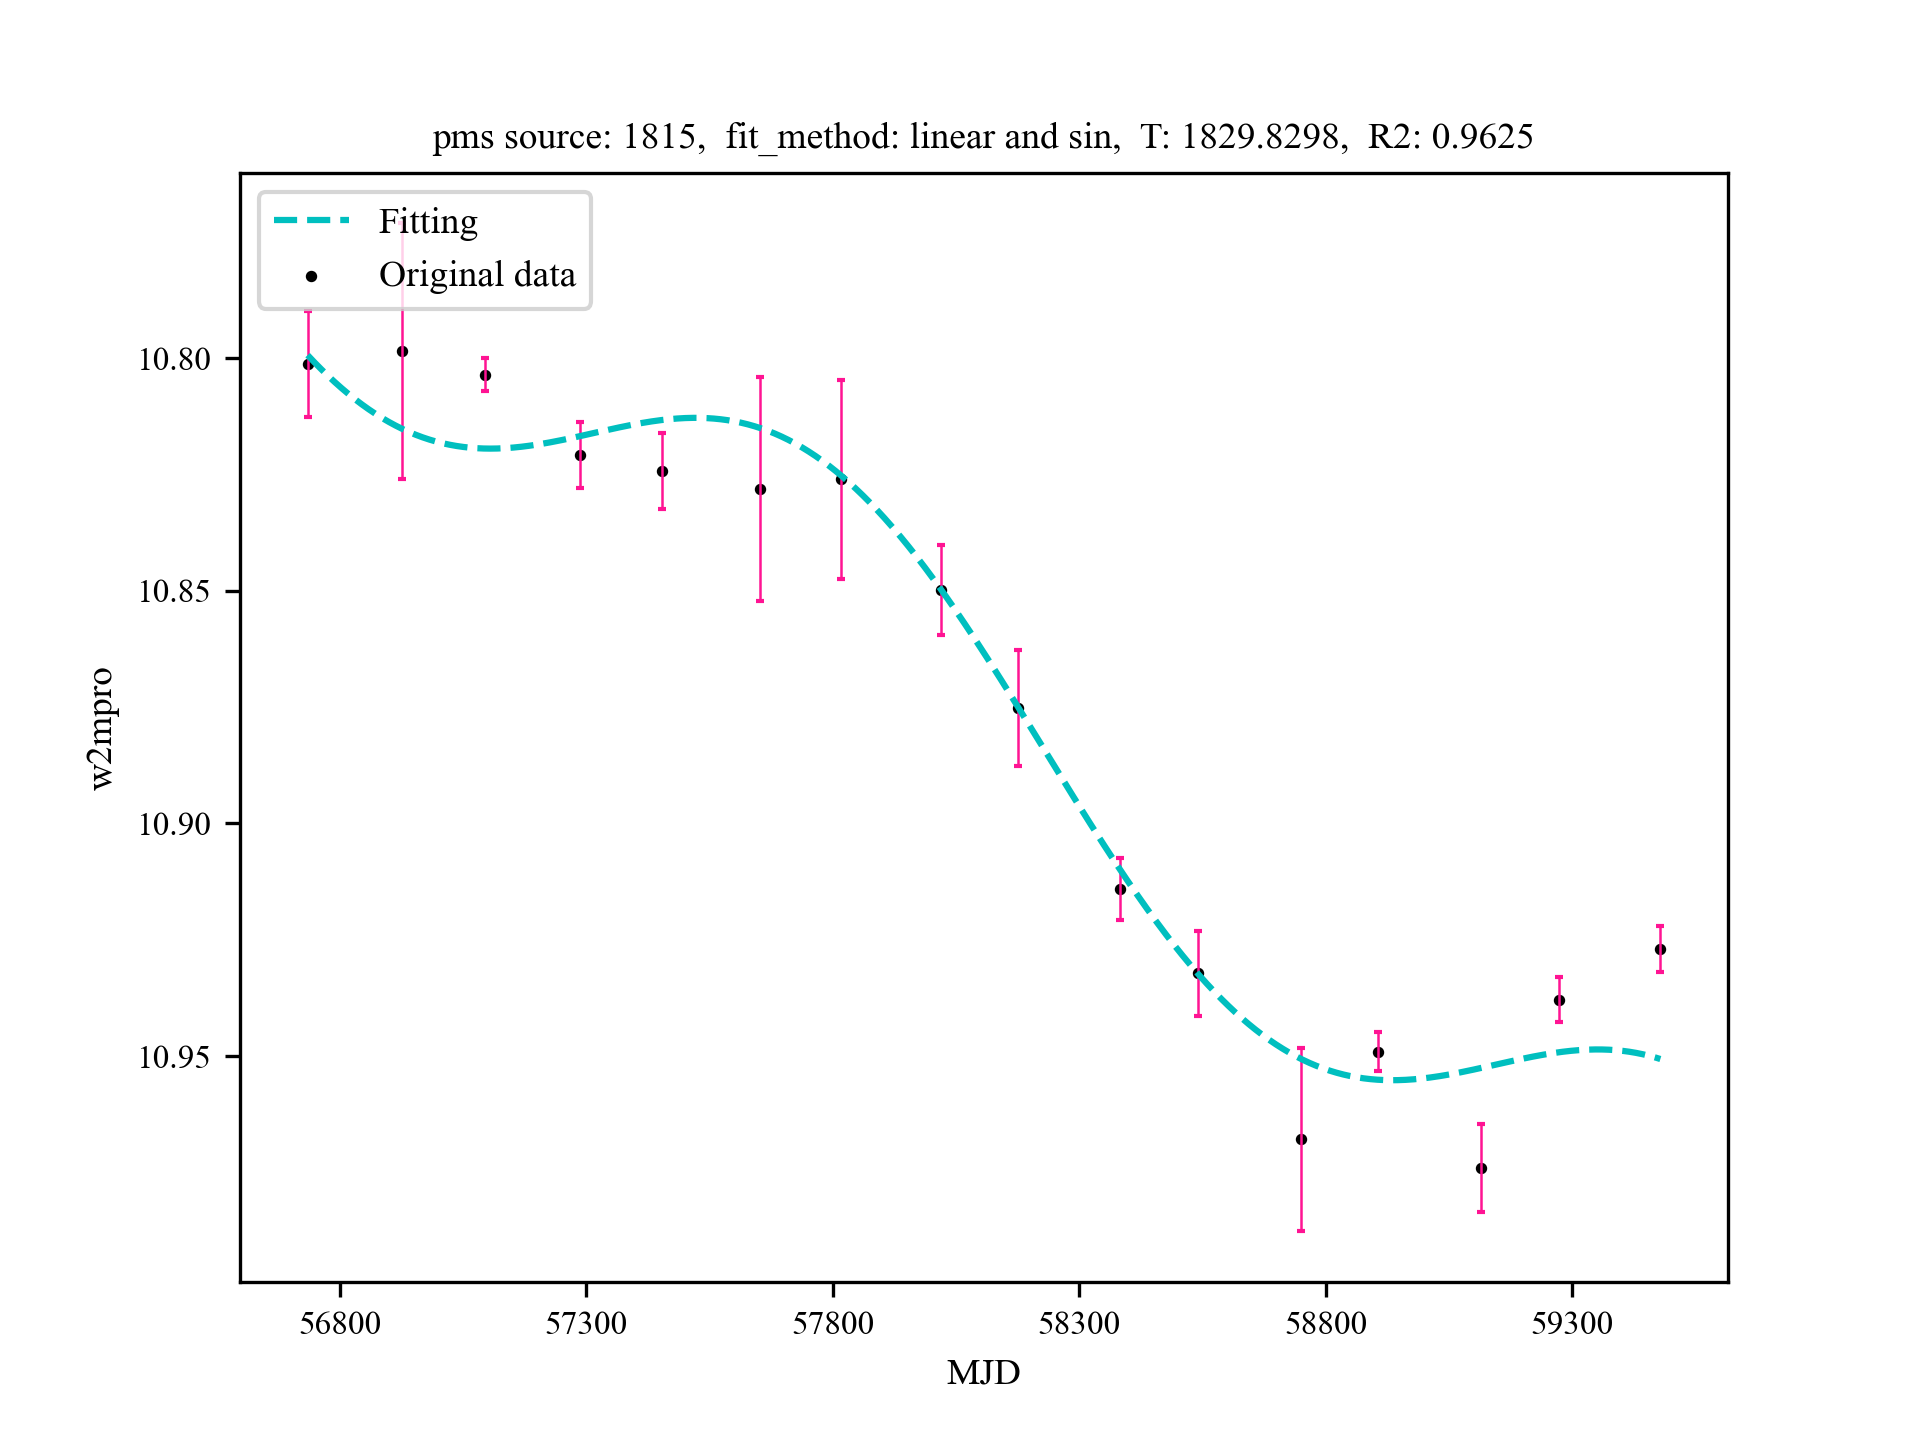 pms source: 1815,  fit_method: linear and sin,  T: 1829.8298,  R2: 0.9625
Fitting
Original data
10.80
10.85
10.90
10.95
w2mpro
56800 57300 57800 58300 58800 59300
MJD